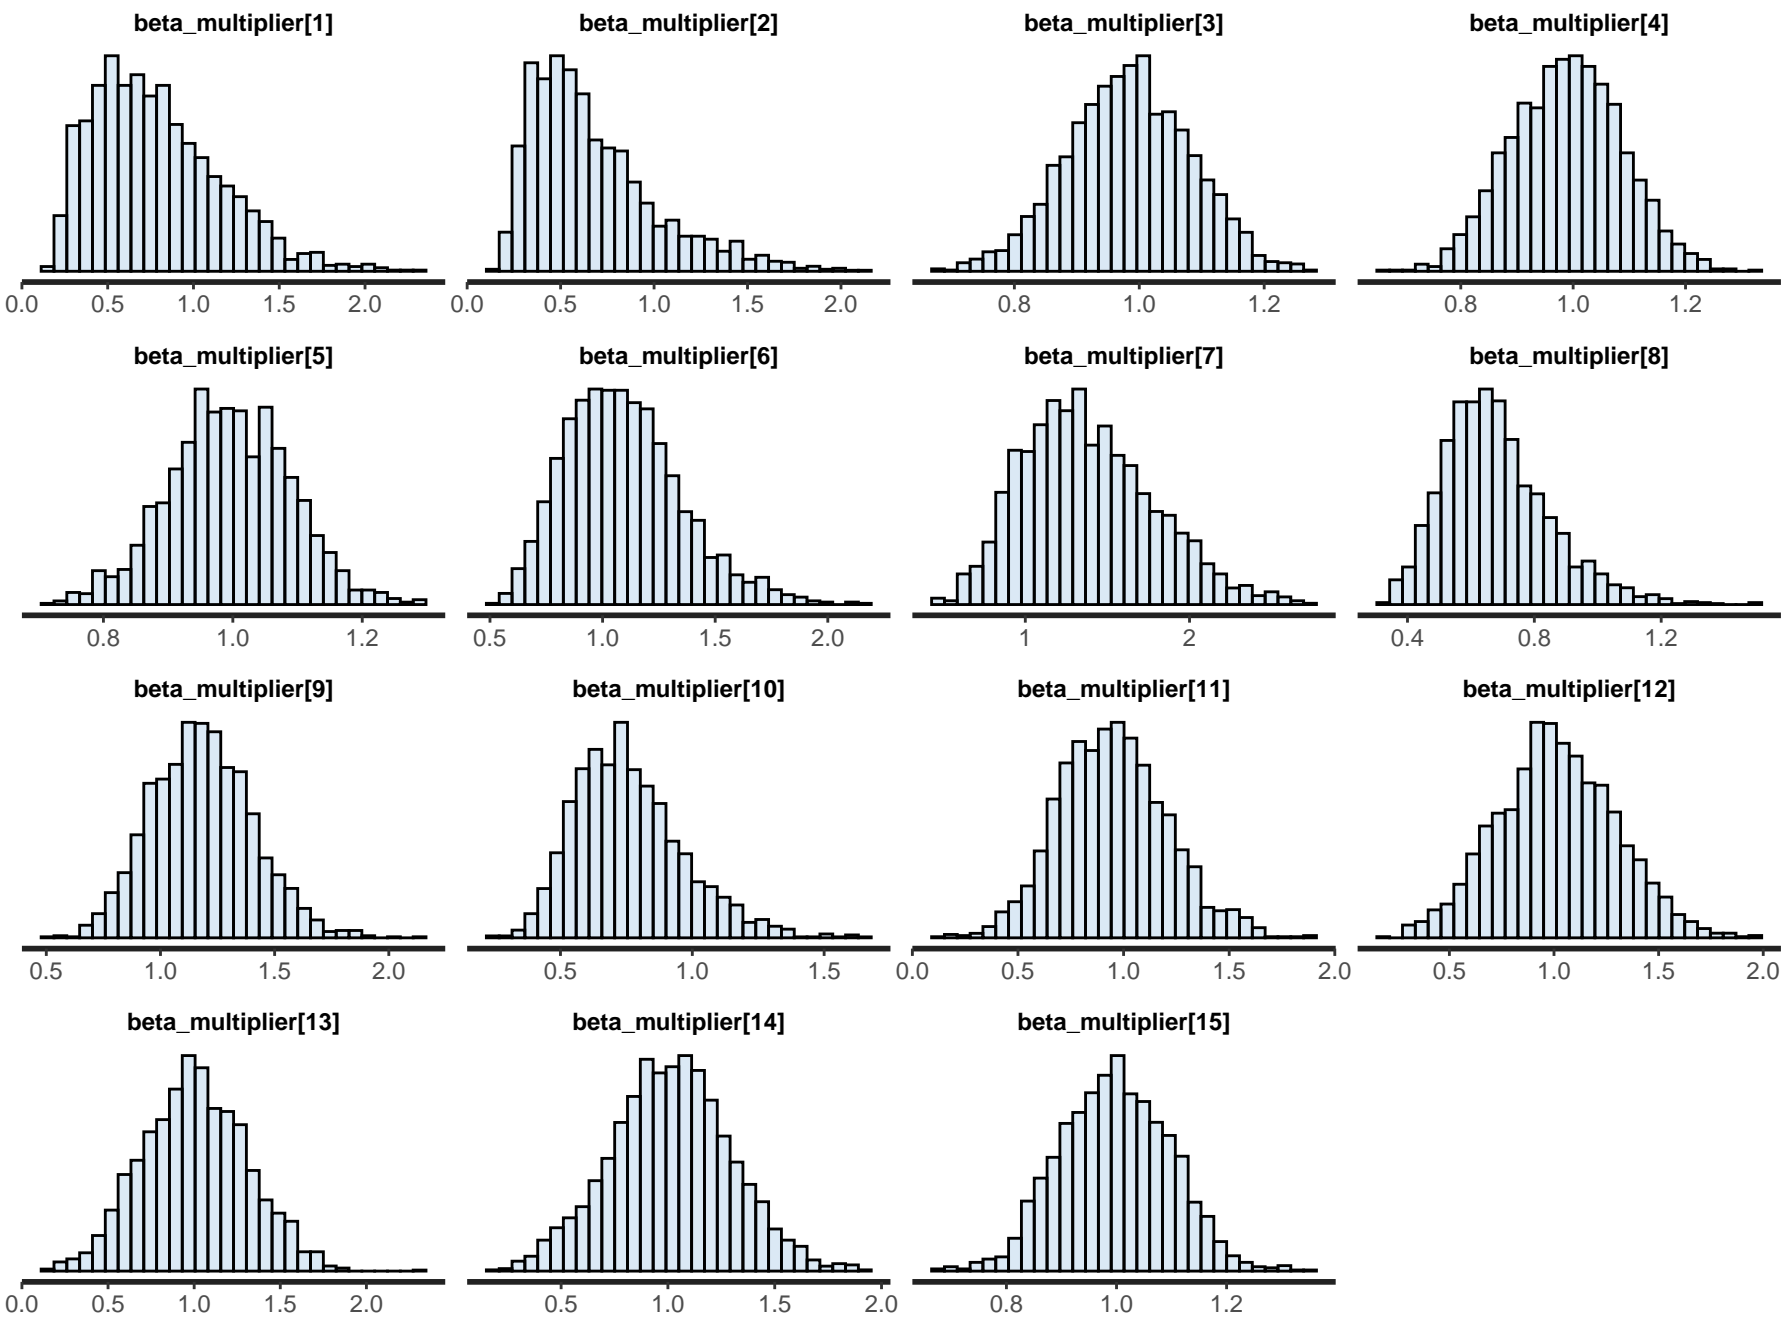 beta_multiplier[1] beta_multiplier[2] beta_multiplier[3] beta_multiplier[4]
0.0 0.5 1.0 1.5 2.0 0.0 0.5 1.0 1.5 2.0 0.8 1.0 1.2 0.8 1.0 1.2
beta_multiplier[5] beta_multiplier[6] beta_multiplier[7] beta_multiplier[8]
0.8 1.0 1.2 0.5 1.0 1.5 2.0 1 2 0.4 0.8 1.2
beta_multiplier[9] beta_multiplier[10] beta_multiplier[11] beta_multiplier[12]
0.5 1.0 1.5 2.0 0.5 1.0 1.5 0.0 0.5 1.0 1.5 2.0 0.5 1.0 1.5 2.0
beta_multiplier[13] beta_multiplier[14] beta_multiplier[15]
0.0 0.5 1.0 1.5 2.0 0.5 1.0 1.5 2.0 0.8 1.0 1.2